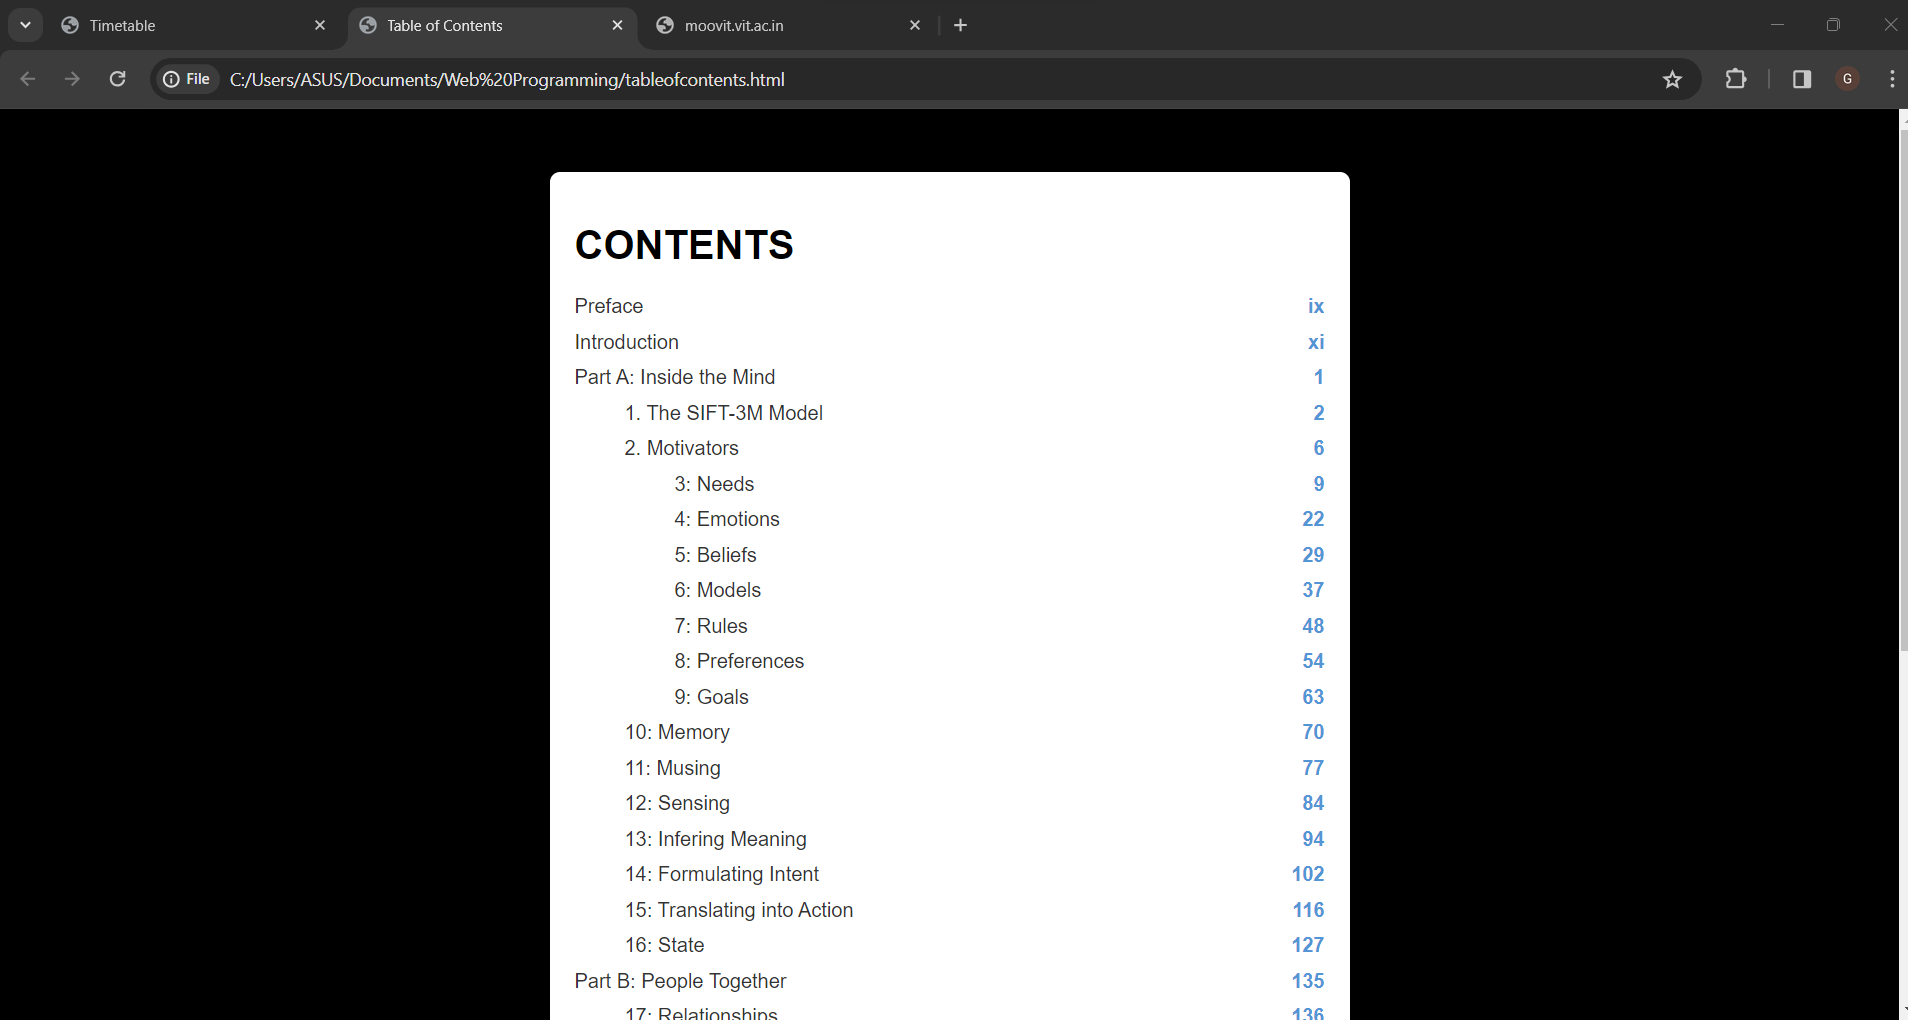 Timetable
Table of Contents
moovit.vit.ac.in
File C:/Users/ASUS/Documents/Web%20Programming/tableofcontents.html
G
CONTENTS
Preface ix
Introduction xi
Part A: Inside the Mind 1
1. The SIFT-3M Model 2
2. Motivators 6
3: Needs 9
4: Emotions 22
5: Beliefs 29
6: Models 37
7: Rules 48
8: Preferences 54
9: Goals 63
10: Memory 70
11: Musing 77
12: Sensing 84
13: Infering Meaning 94
14: Formulating Intent 102
15: Translating into Action 116
16: State 127
Part B: People Together 135
17: Relationships 136